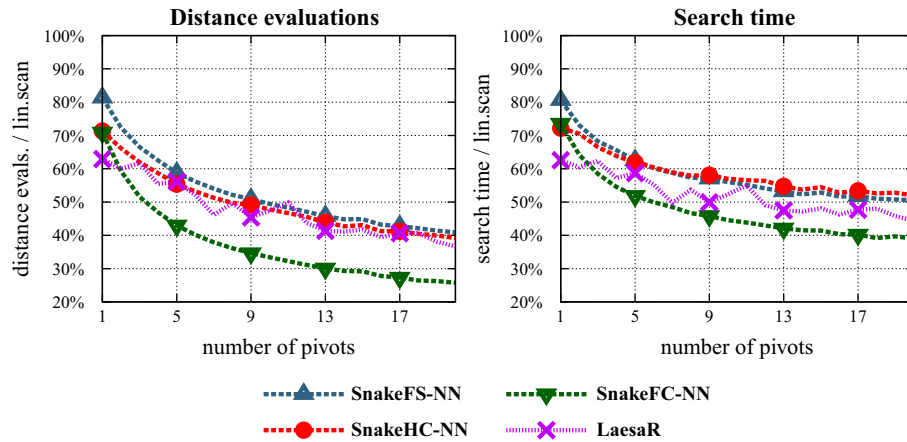 Distance evaluations
100%
90%
80%
70%
60%
50%
40%
30%
20%
distance evals. / lin.scan
1 5 9 13 17
number of pivots
Search time
100%
90%
80%
70%
60%
50%
40%
30%
20%
search time / lin.scan
1 5 9 13 17
number of pivots
SnakeFS-NN
SnakeFC-NN
SnakeHC-NN
LaesaR